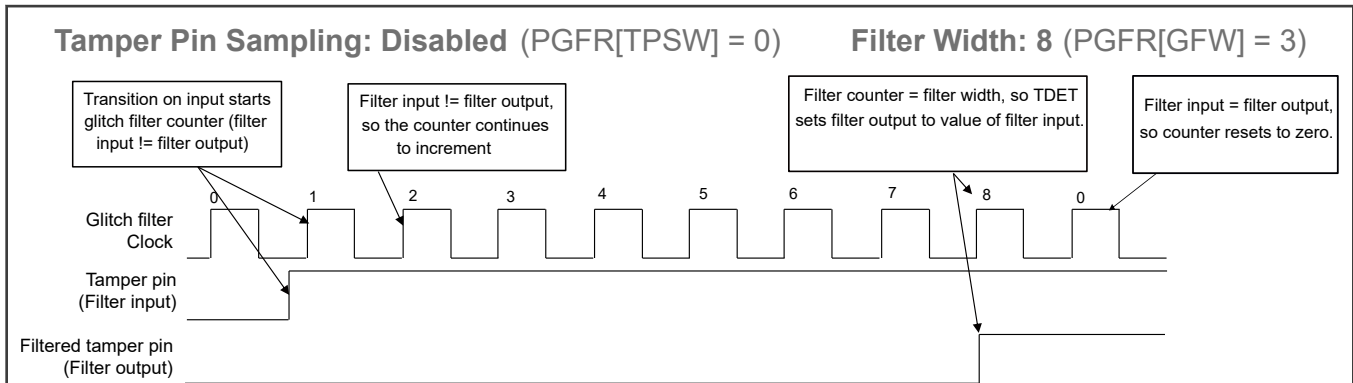 Tamper Pin Sampling: Disabled (PGFR[TPSW] = 0) Filter Width: 8 (PGFR[GFW] = 3)
Transition on input starts
glitch filter counter (filter
input != filter output)
Filter input != filter output,
so the counter continues
to increment
Filter counter = filter width, so TDET
sets filter output to value of filter input.
Filter input = filter output,
so counter resets to zero.
0 1 2 3 4 5 6 7 8 0
Glitch filter
Clock
Tamper pin
(Filter input)
Filtered tamper pin
(Filter output)